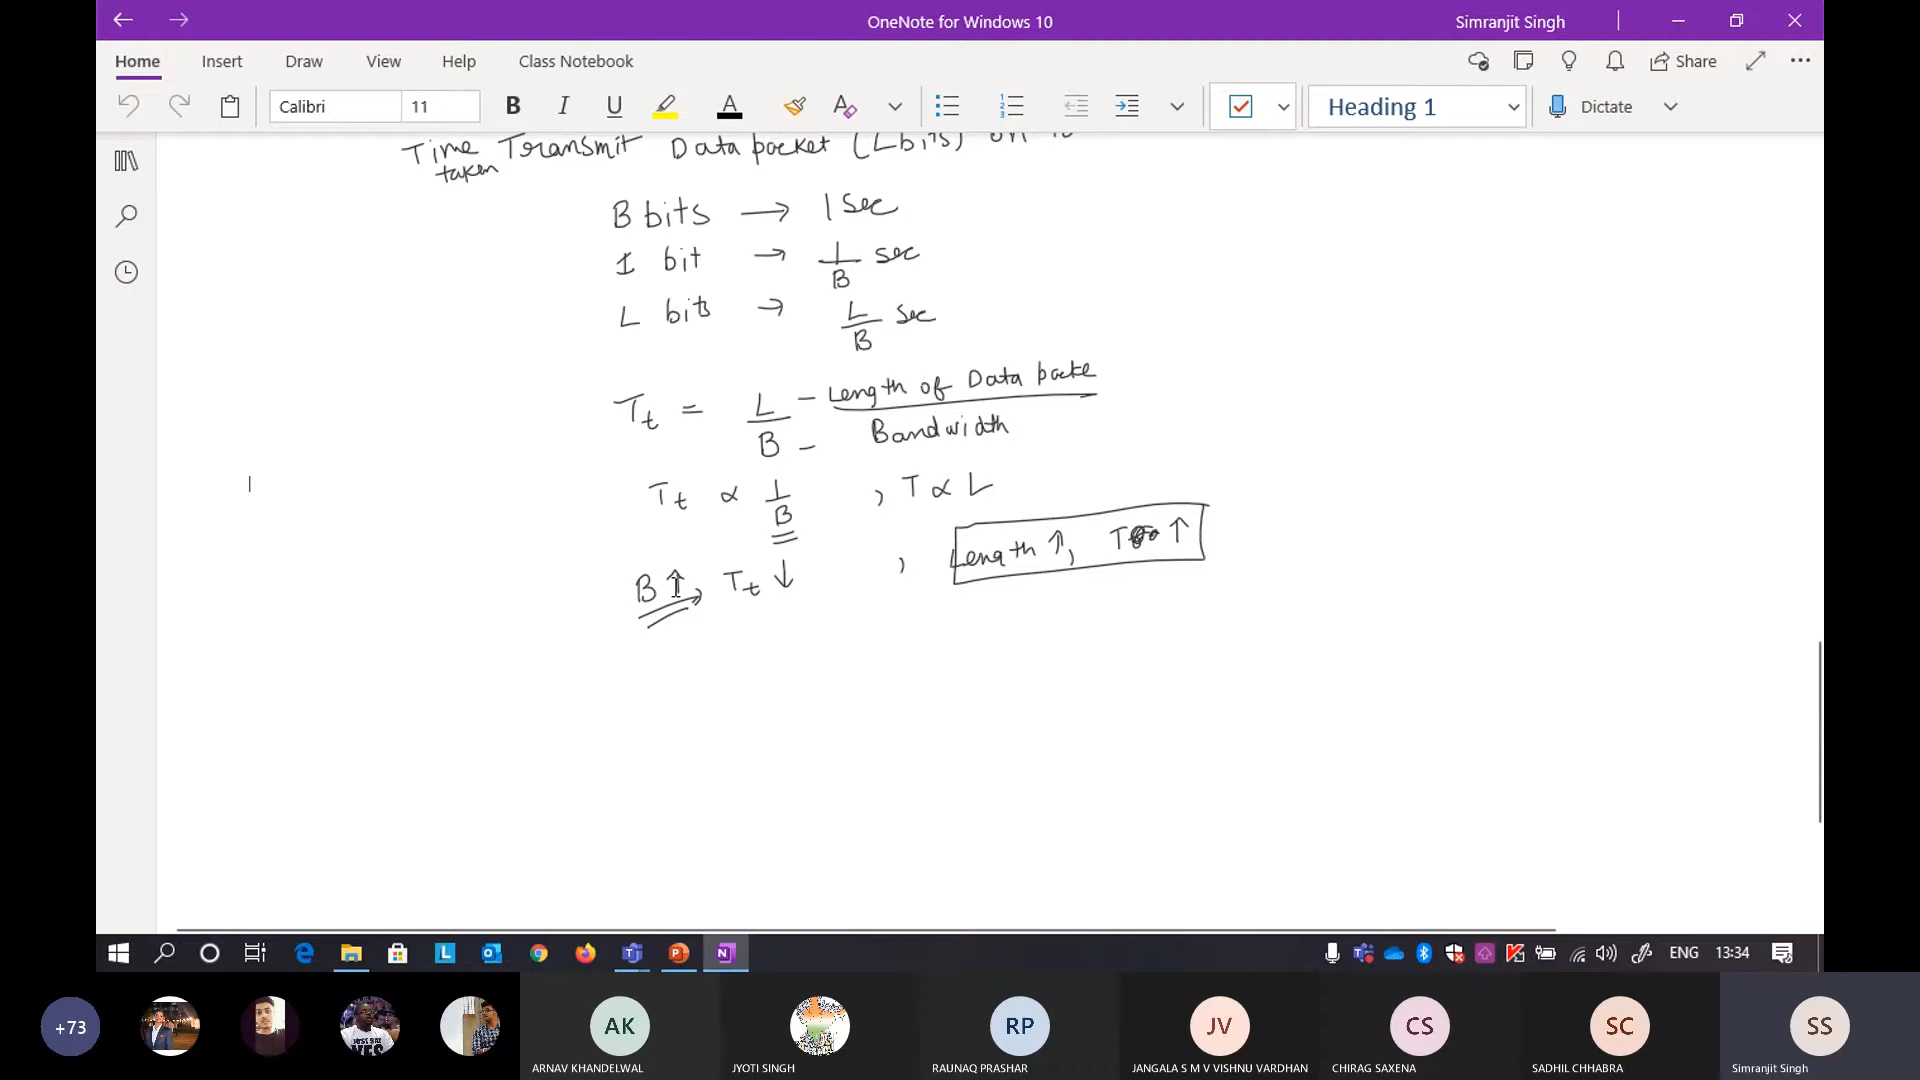 OneNote for Windows 10
Simranjit Singh
Home Insert Draw View Help Class Notebook
Share
Calibri 11 B I U A A Heading 1 Dictate
Time Transmit Data packet (L bits) on
taken
B bits → 1 Sec
1 bit → 1/B sec
L bits → L/B sec
Tt = L/B - Length of Data packe / Bandwidth
Tt ∝ 1/B , T ∝ L
B ↑, Tt ↓ , Length ↑, T ↑
ENG 13:34
+73
AK RP JV CS SC SS
ARNAV KHANDELWAL JYOTI SINGH RAUNAQ PRASHAR JANGALA S M V VISHNU VARDHAN CHIRAG SAXENA SADHIL CHHABRA Simranjit Singh